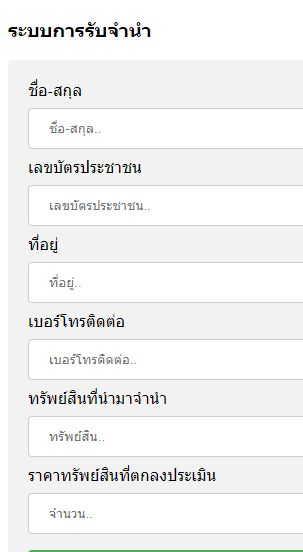 ระบบการรับจำนำ
ชื่อ-สกุล
ชื่อ-สกุล..
เลขบัตรประชาชน
เลขบัตรประชาชน..
ที่อยู่
ที่อยู่..
เบอร์โทรติดต่อ
เบอร์โทรติดต่อ..
ทรัพย์สินที่นำมาจำนำ
ทรัพย์สิน..
ราคาทรัพย์สินที่ตกลงประเมิน
จำนวน..